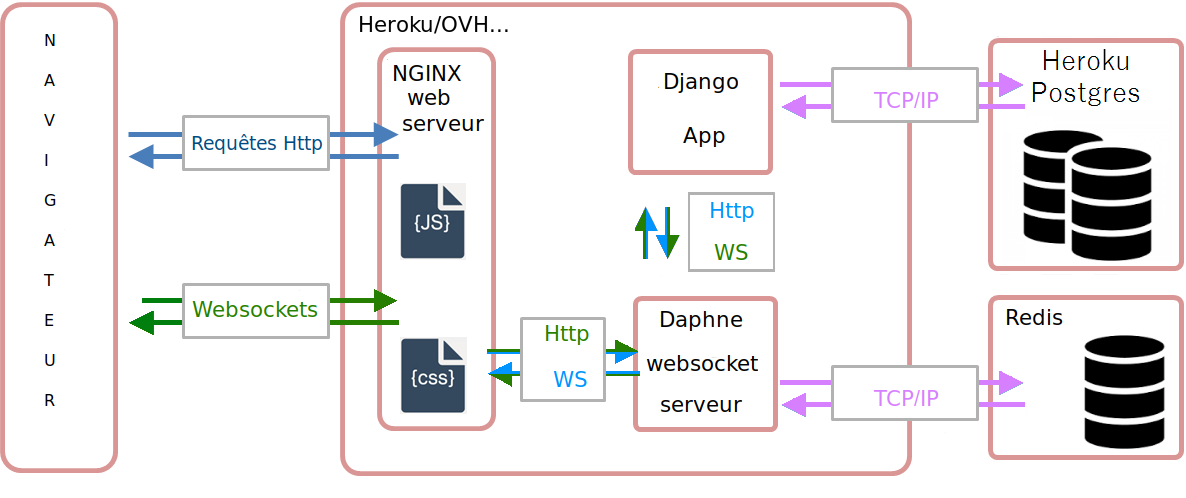 N
A
V
I
G
A
T
E
U
R
Requêtes Http
Websockets
Heroku/OVH...
NGINX
web
serveur
{JS}
{css}
Http
WS
Django
App
Http
WS
Daphne
websocket
serveur
TCP/IP
TCP/IP
Heroku
Postgres
Redis